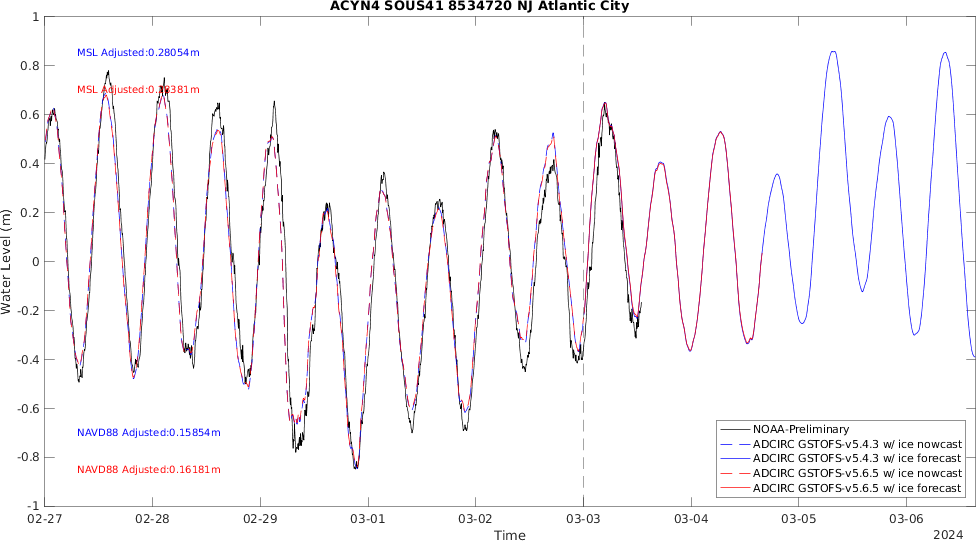 ACYN4 SOUS41 8534720 NJ Atlantic City
1
0.8
0.6
0.4
0.2
0
-0.2
-0.4
-0.6
-0.8
-1
Water Level (m)
MSL Adjusted:0.28054m
MSL Adjusted:
NAVD88 Adjusted:0.15854m
NAVD88 Adjusted:0.16181m
NOAA-Preliminary
ADCIRC GSTOFS-v5.4.3 w/ ice nowcast
ADCIRC GSTOFS-v5.4.3 w/ ice forecast
ADCIRC GSTOFS-v5.6.5 w/ ice nowcast
ADCIRC GSTOFS-v5.6.5 w/ ice forecast
02-27 02-28 02-29 03-01 03-02 03-03 03-04 03-05 03-06
Time
2024